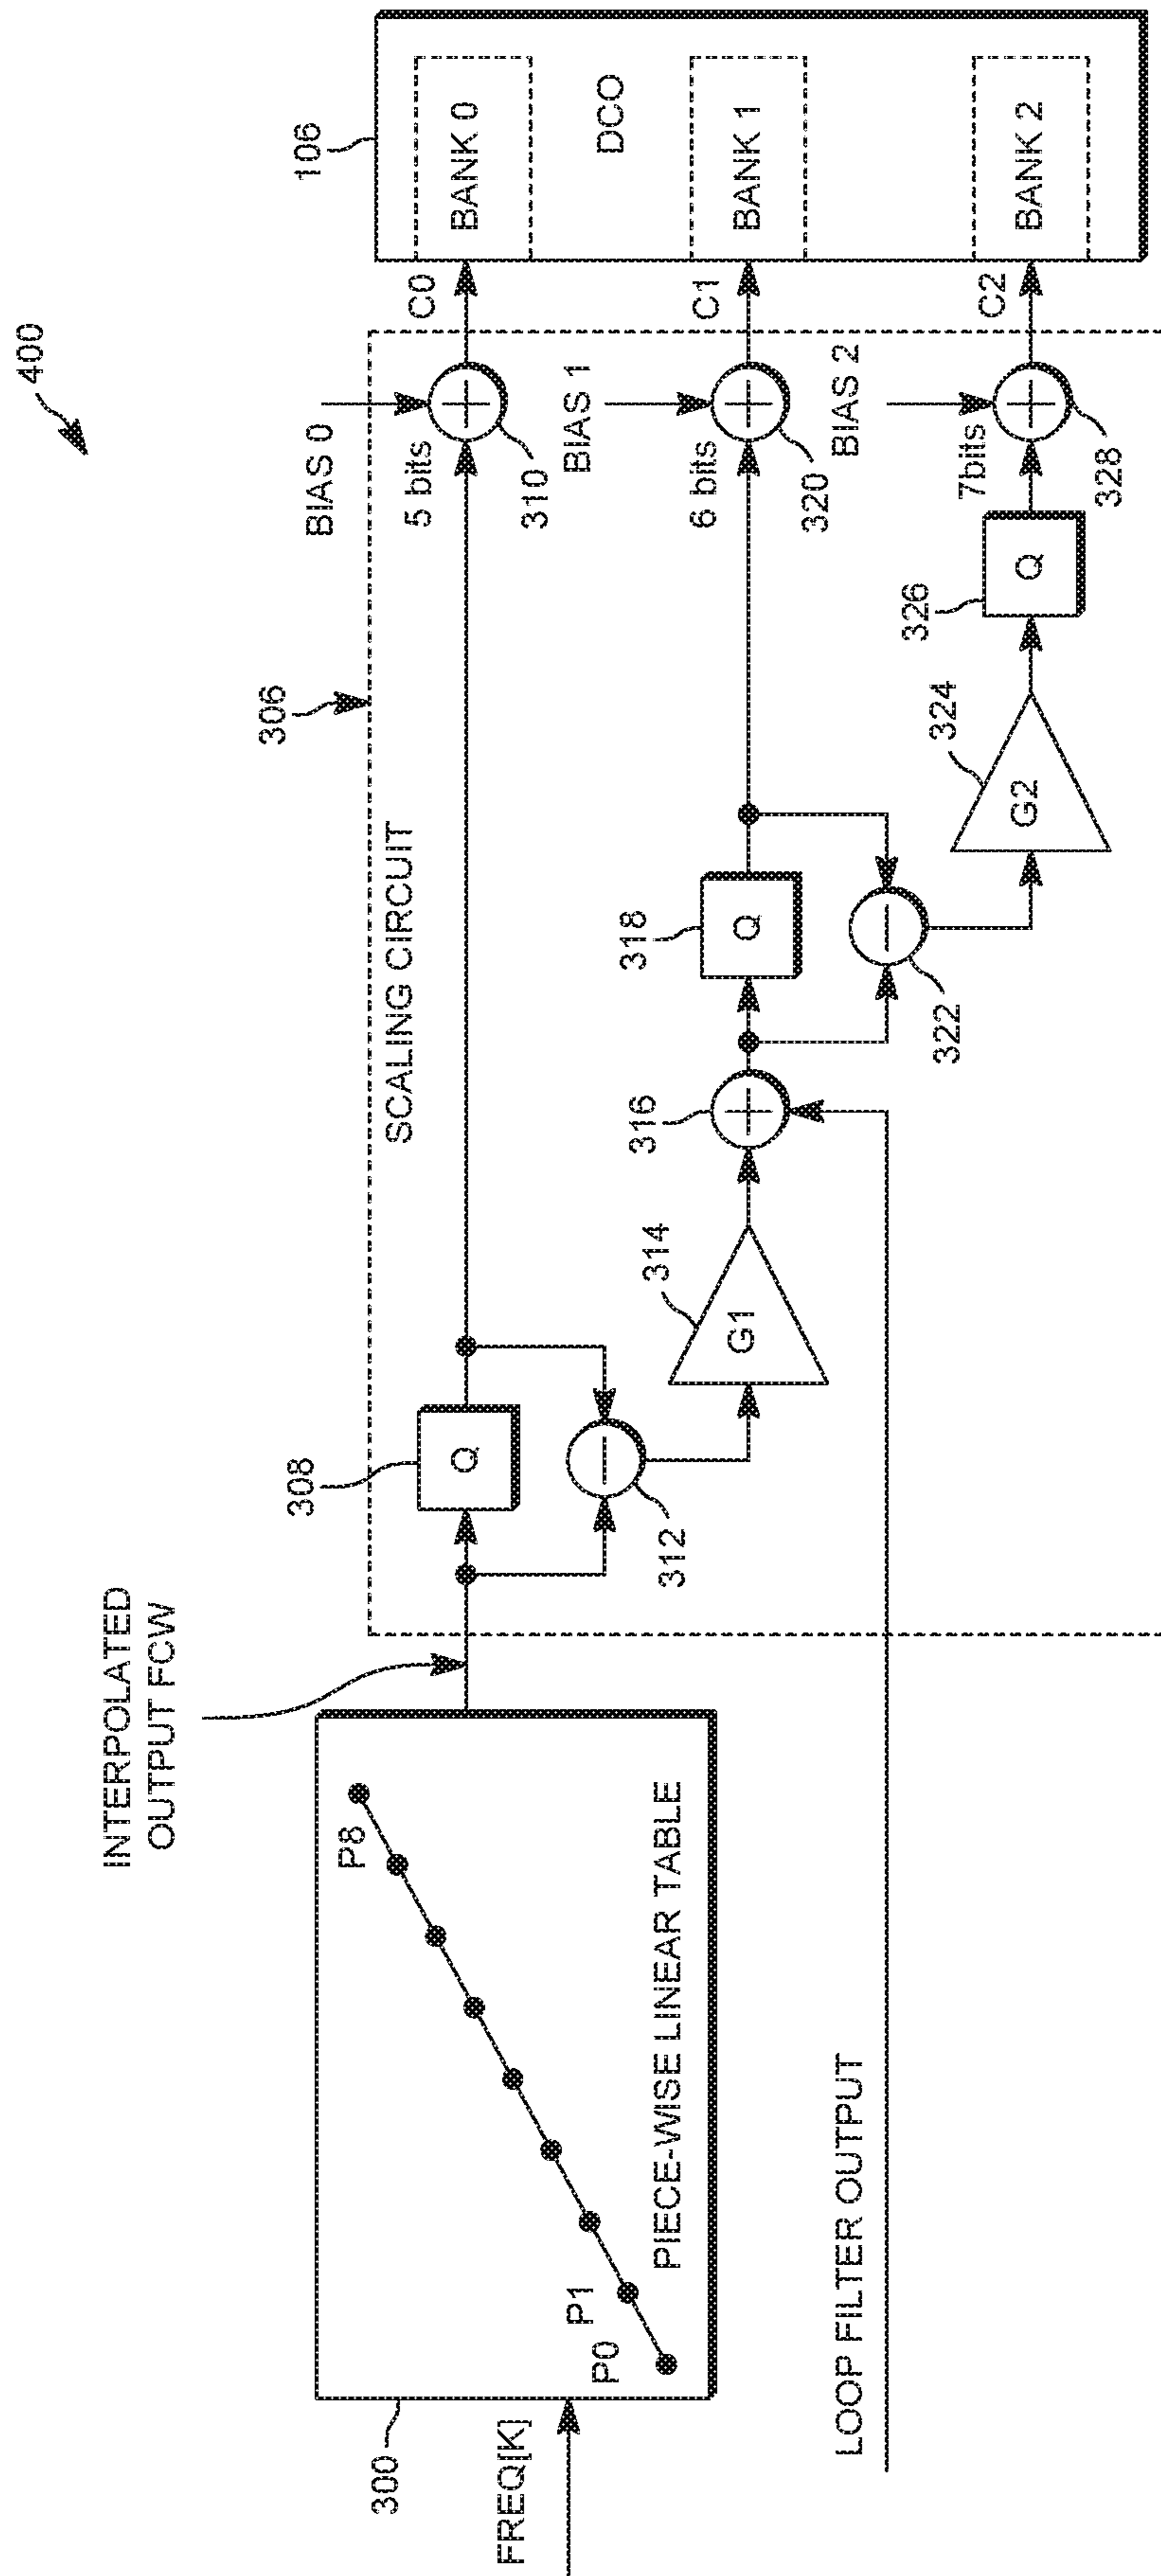 400
FREQ[K]
300
P0
P1
P8
PIECE-WISE LINEAR TABLE
INTERPOLATED
OUTPUT FCW
LOOP FILTER OUTPUT
306
SCALING CIRCUIT
308
Q
312
314
G1
316
318
Q
322
324
G2
326
Q
BIAS 0
5 bits
310
BIAS 1
6 bits
320
BIAS 2
7bits
328
C0
C1
C2
106
BANK 0
DCO
BANK 1
BANK 2